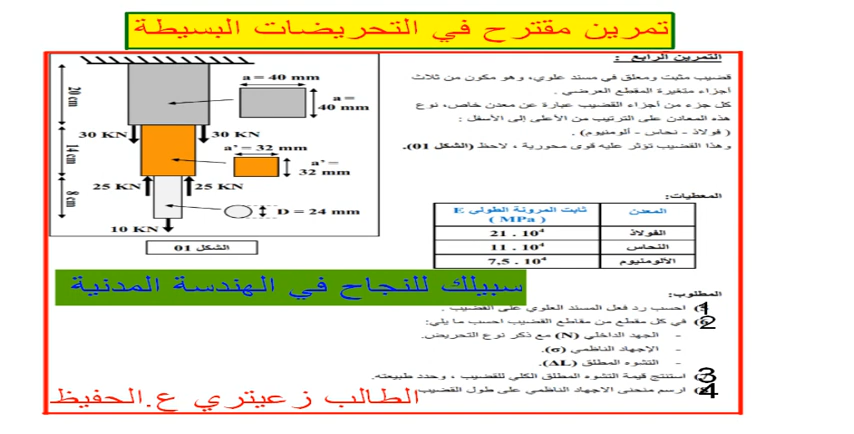 تمرين مقترح في التحريضات البسيطة
التمرين الرابع :
قضيب مثبت ومعلق في مسند علوي، وهو مكون من ثلاث
أجزاء متغيرة المقطع العرضي .
كل جزء من أجزاء القضيب عبارة عن معدن خاص، نوع
هذه المعادن على الترتيب من الأعلى إلى الأسفل :
( فولاذ - نحاس - ألومنيوم) .
وهذا القضيب تؤثر عليه قوى محورية ، لاحظ (الشكل 01).
20 cm
a = 40 mm
a = 40 mm
30 KN
30 KN
14 cm
a' = 32 mm
a' = 32 mm
25 KN
25 KN
8 cm
D = 24 mm
10 KN
الشكل 01
المعطيات:
المعدن
ثابت المرونة الطولي E ( MPa )
الفولاذ
21 . 10⁴
النحاس
11 . 10⁴
الألومنيوم
7,5 . 10⁴
سبيلك للنجاح في الهندسة المدنية
المطلوب:
1 احسب رد فعل المسند العلوي على القضيب .
2 في كل مقطع من مقاطع القضيب احسب ما يلي:
- الجهد الداخلي (N) مع ذكر نوع التحريض.
- الإجهاد الناظمي (σ).
- التشوه المطلق (ΔL).
3 استنتج قيمة التشوه المطلق الكلي للقضيب ، وحدد طبيعته.
4 ارسم منحنى الاجهاد الناظمي على طول القضيب
الطالب زعيتري ع.الحفيظ